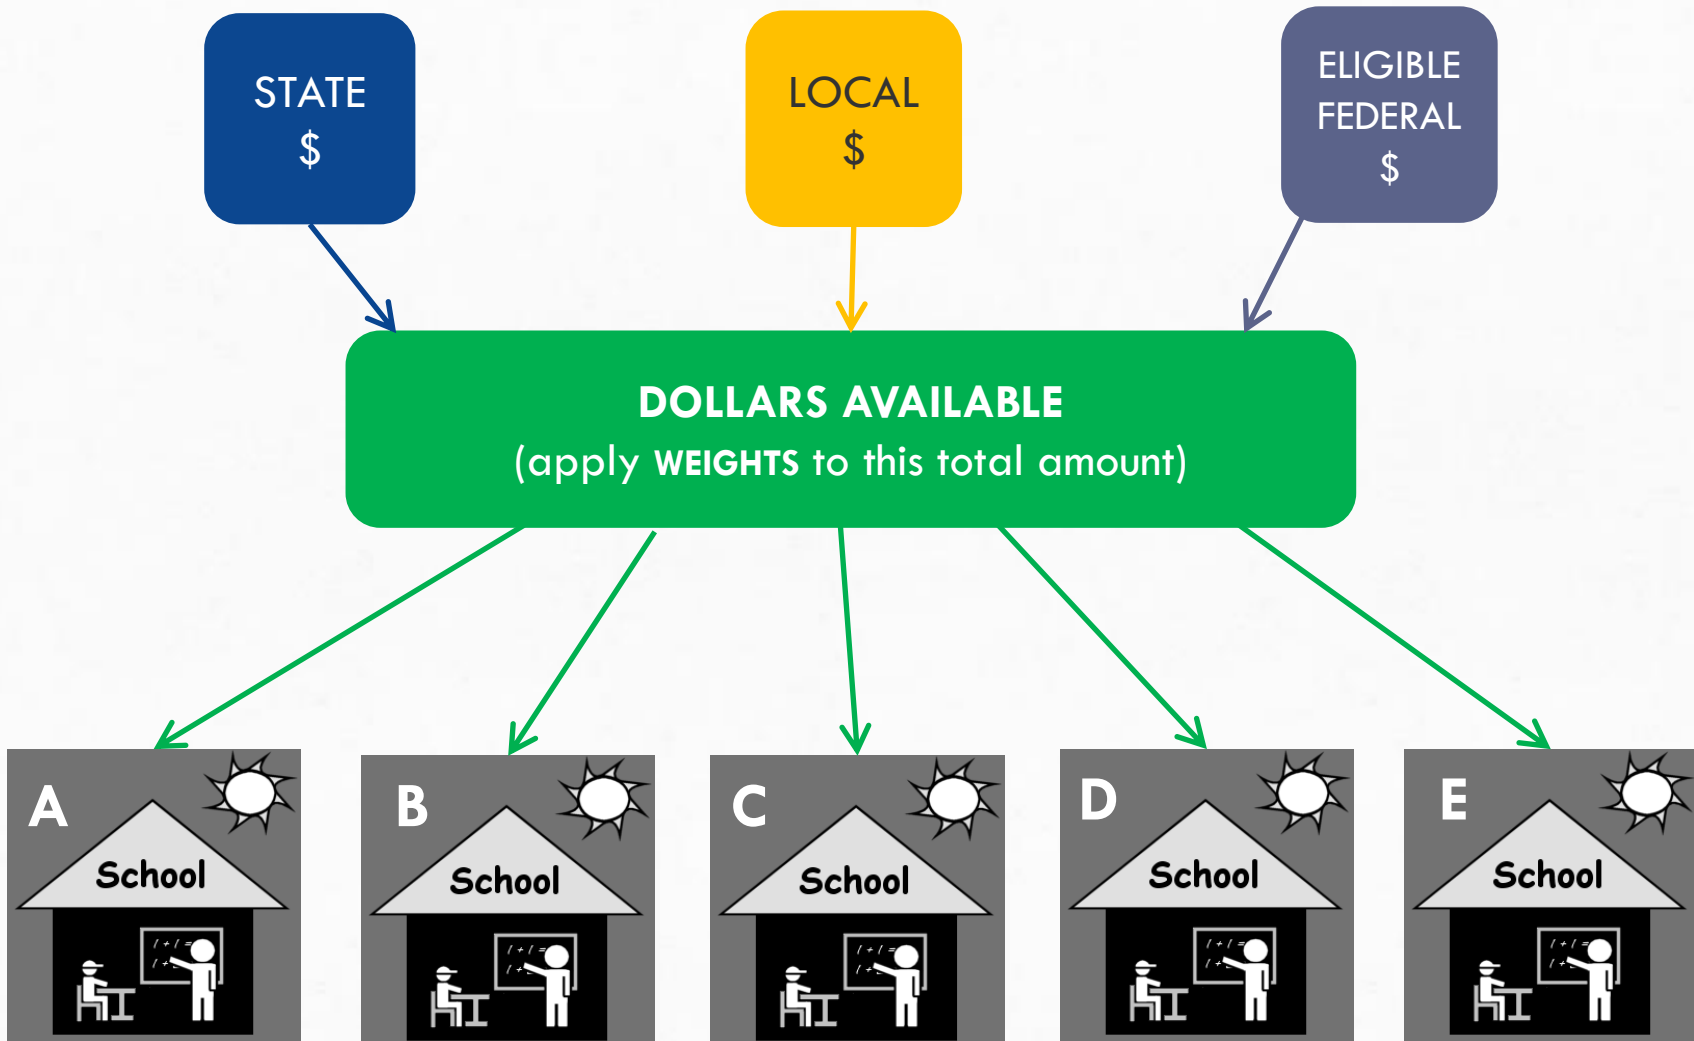 STATE
$
LOCAL
$
ELIGIBLE
FEDERAL
$
DOLLARS AVAILABLE
(apply WEIGHTS to this total amount)
A
School
B
School
C
School
D
School
E
School